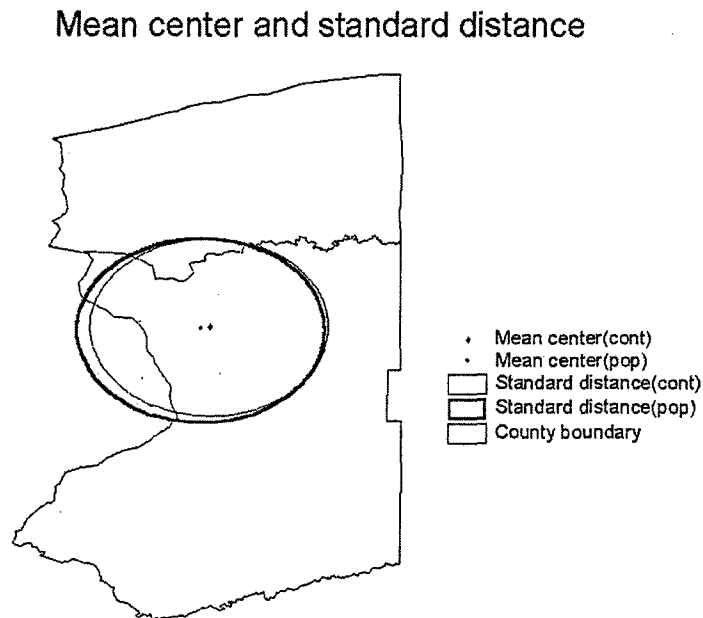 Mean center and standard distance
Mean center(cont)
Mean center(pop)
Standard distance(cont)
Standard distance(pop)
County boundary